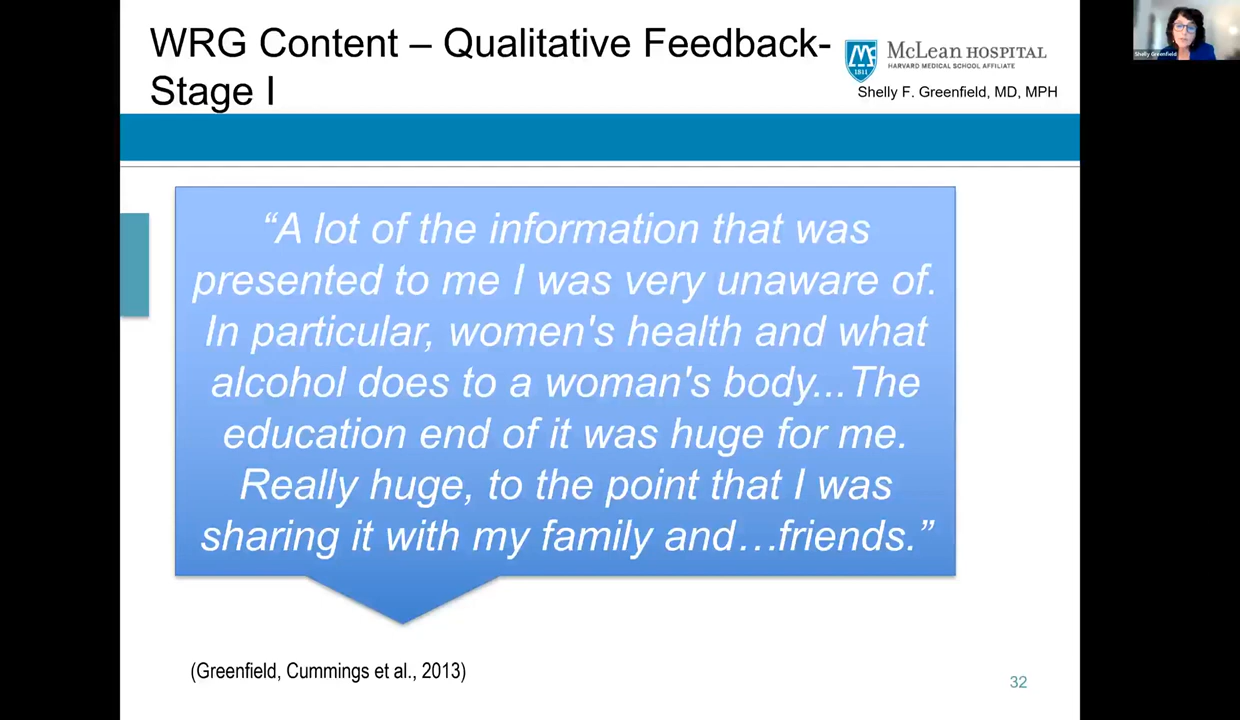 WRG Content – Qualitative Feedback-
Stage I
McLEAN HOSPITAL
HARVARD MEDICAL SCHOOL AFFILIATE
1811
Shelly F. Greenfield, MD, MPH
Shelly Greenfield
“A lot of the information that was
presented to me I was very unaware of.
In particular, women's health and what
alcohol does to a woman's body...The
education end of it was huge for me.
Really huge, to the point that I was
sharing it with my family and…friends.”
(Greenfield, Cummings et al., 2013)
32